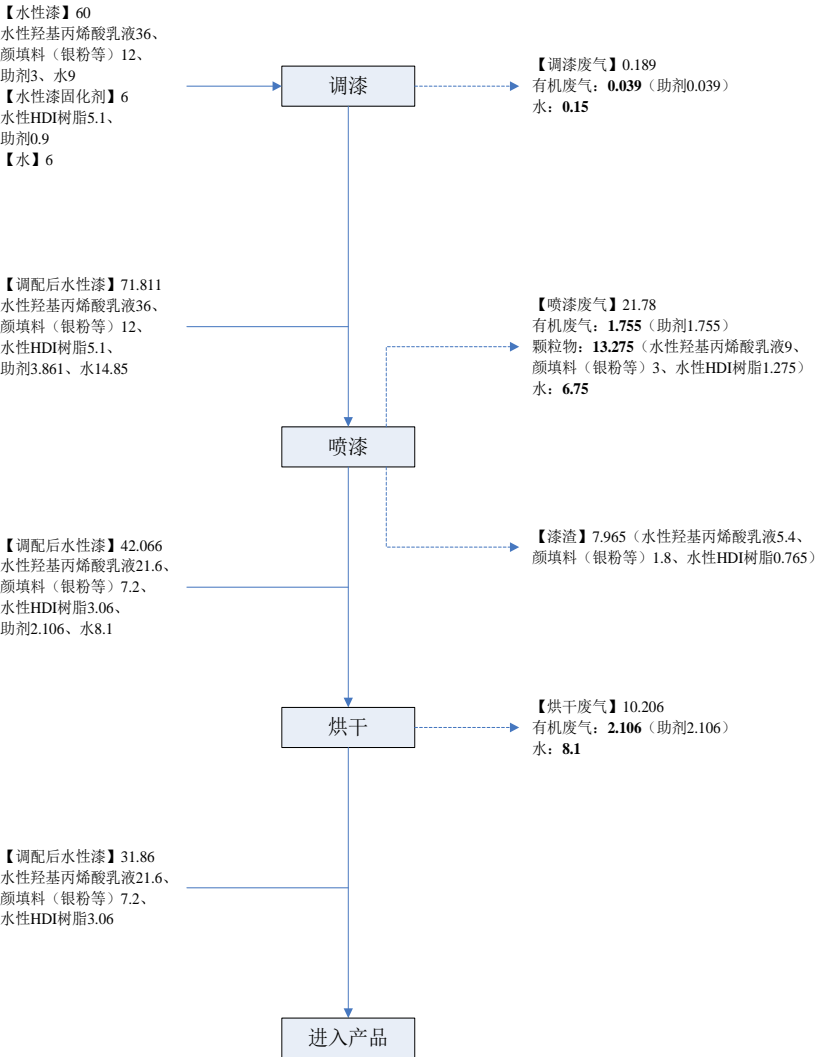 【水性漆】60
水性羟基丙烯酸乳液36、
颜填料（银粉等）12、
助剂3、水9
【水性漆固化剂】6
水性HDI树脂5.1、
助剂0.9
【水】6
调漆
【调漆废气】0.189
有机废气：0.039（助剂0.039）
水：0.15
【调配后水性漆】71.811
水性羟基丙烯酸乳液36、
颜填料（银粉等）12、
水性HDI树脂5.1、
助剂3.861、水14.85
【喷漆废气】21.78
有机废气：1.755（助剂1.755）
颗粒物：13.275（水性羟基丙烯酸乳液9、
颜填料（银粉等）3、水性HDI树脂1.275）
水：6.75
喷漆
【漆渣】7.965（水性羟基丙烯酸乳液5.4、
颜填料（银粉等）1.8、水性HDI树脂0.765）
【调配后水性漆】42.066
水性羟基丙烯酸乳液21.6、
颜填料（银粉等）7.2、
水性HDI树脂3.06、
助剂2.106、水8.1
烘干
【烘干废气】10.206
有机废气：2.106（助剂2.106）
水：8.1
【调配后水性漆】31.86
水性羟基丙烯酸乳液21.6、
颜填料（银粉等）7.2、
水性HDI树脂3.06
进入产品